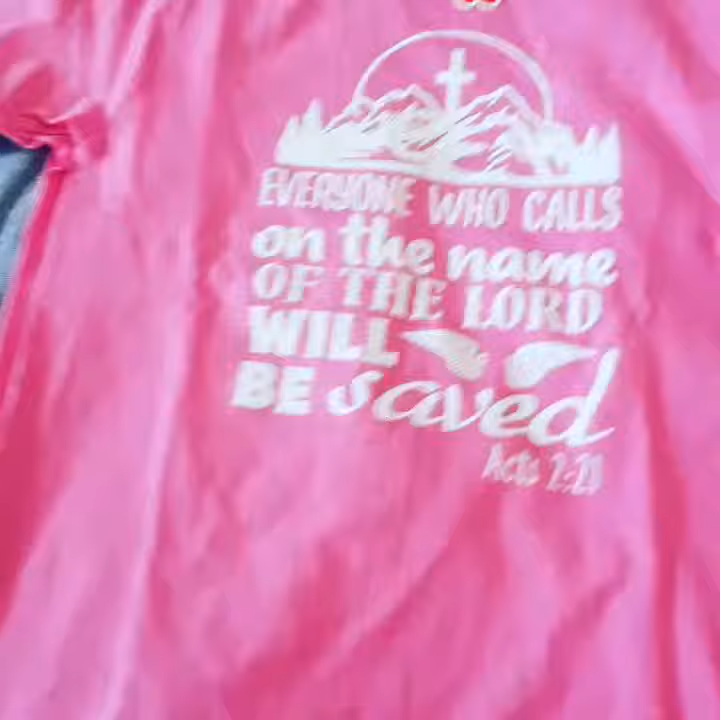 EVERYONE WHO CALLS
on the name
OF THE LORD
WILL
BE saved
Acts 2:21